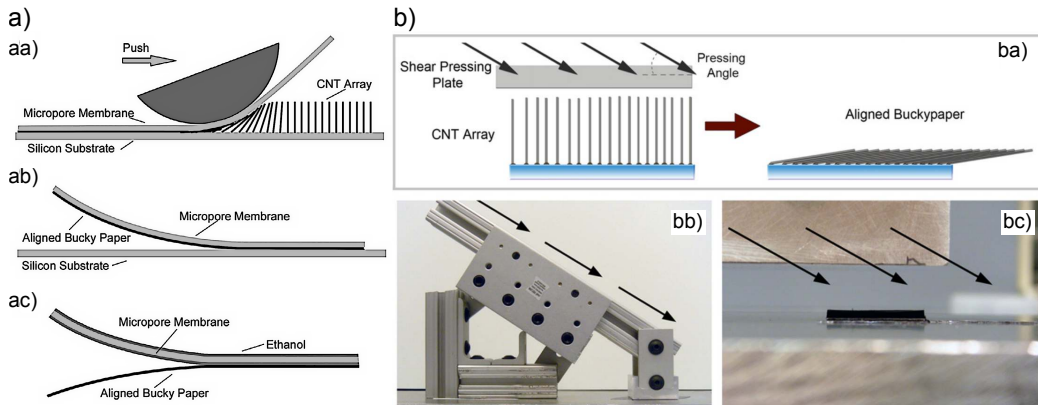 a)
aa)
Push
CNT Array
Micropore Membrane
Silicon Substrate
ab)
Micropore Membrane
Aligned Bucky Paper
Silicon Substrate
ac)
Micropore Membrane
Ethanol
Aligned Bucky Paper
b)
ba)
Shear Pressing
Plate
Pressing
Angle
CNT Array
Aligned Buckypaper
bb)
bc)